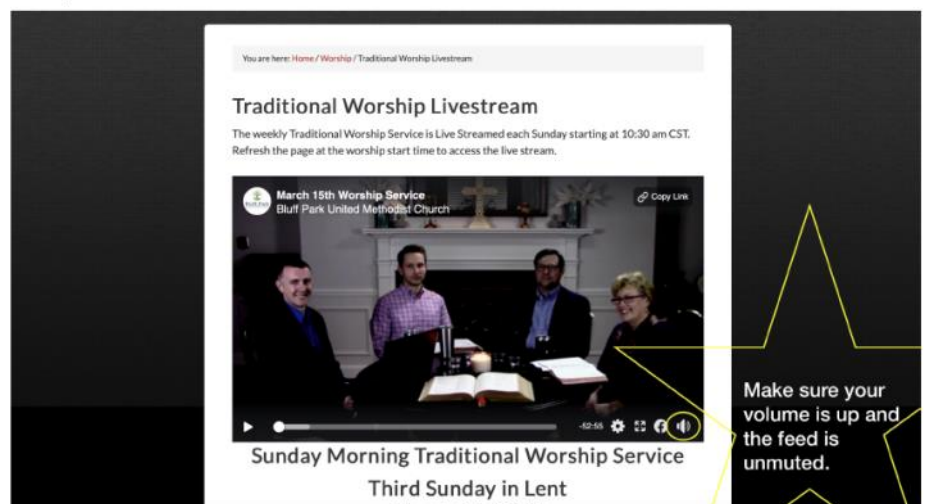 You are here: Home / Worship / Traditional Worship Livestream
Traditional Worship Livestream
The weekly Traditional Worship Service is Live Streamed each Sunday starting at 10:30 am CST.
Refresh the page at the worship start time to access the live stream.
March 15th Worship Service
Bluff Park United Methodist Church
Copy Link
-52:55
Make sure your
volume is up and
the feed is
unmuted.
Sunday Morning Traditional Worship Service
Third Sunday in Lent